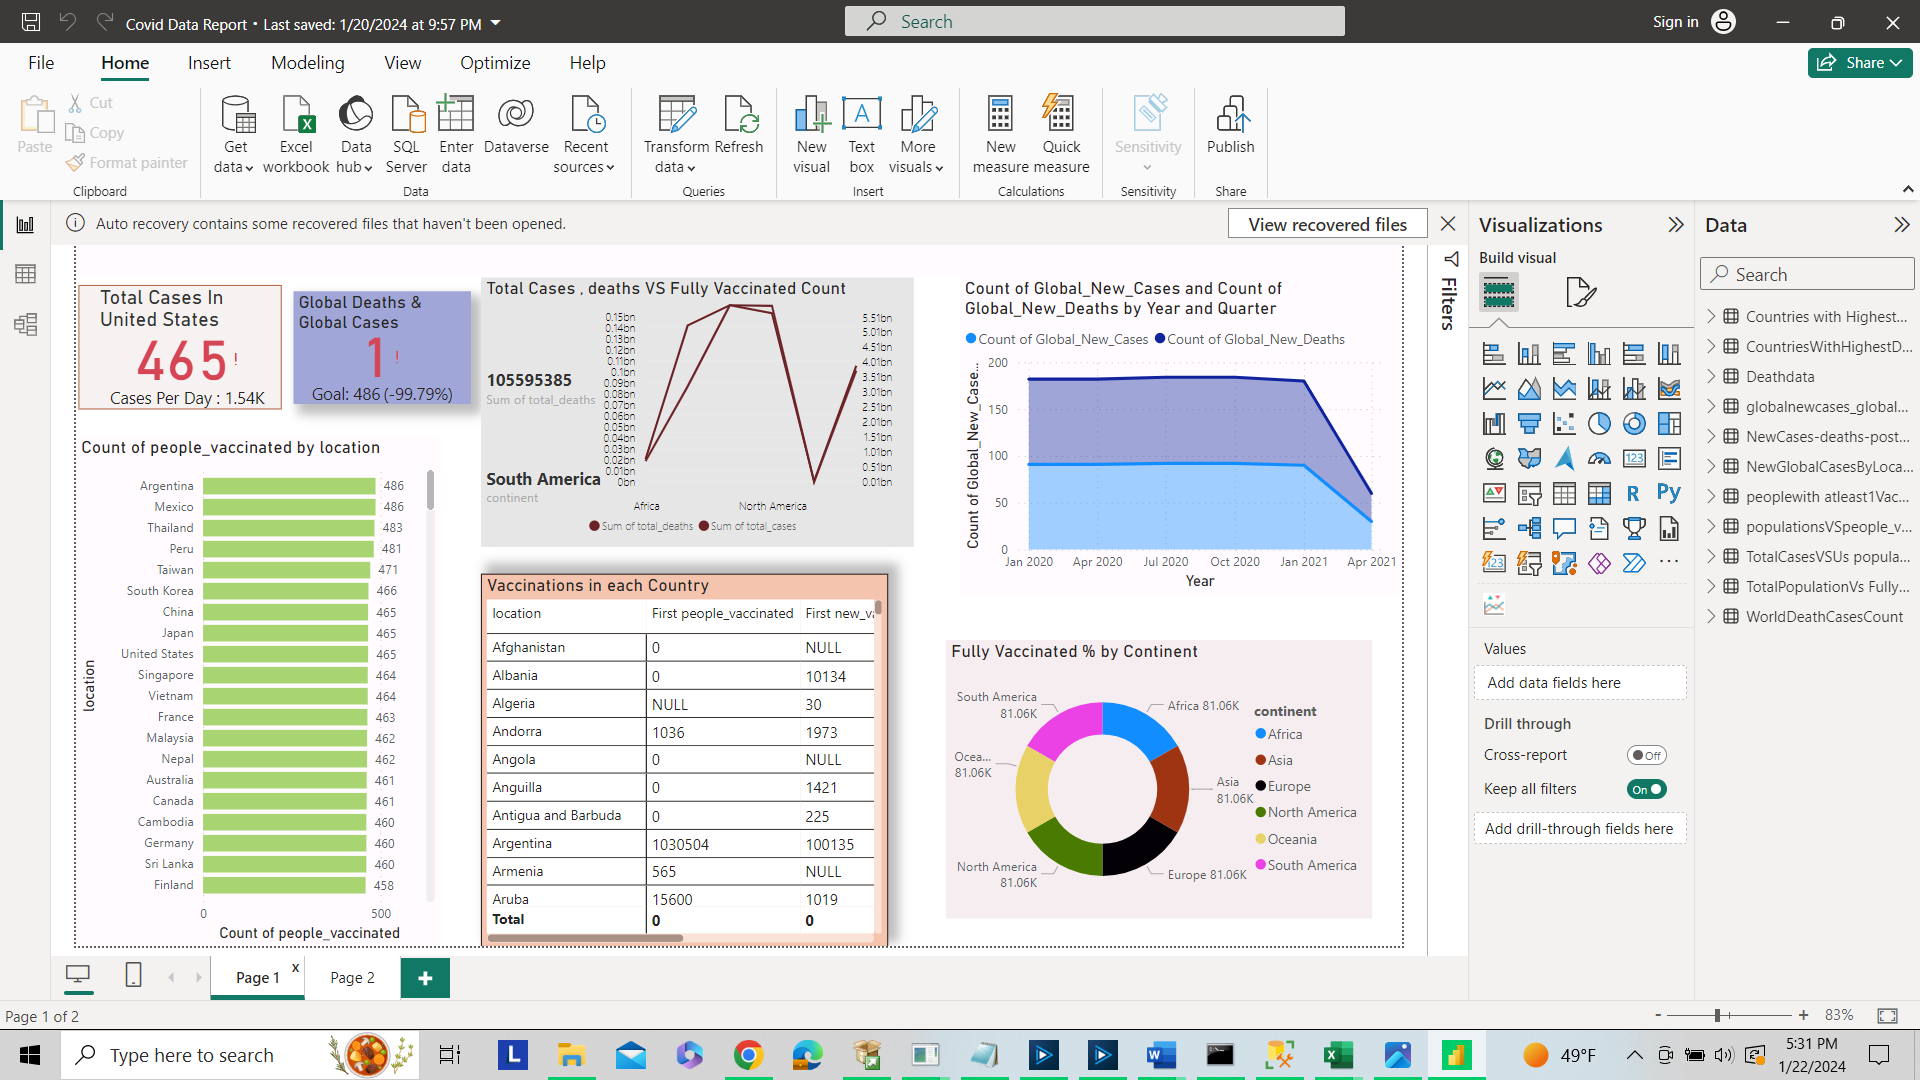 Covid Data Report • Last saved: 1/20/2024 at 9:57 PM
Search
Sign in
File
Home
Insert
Modeling
View
Optimize
Help
Share
Paste
Cut
Copy
Format painter
Clipboard
Get data
Excel workbook
Data hub
SQL Server
Enter data
Dataverse
Recent sources
Data
Transform data
Refresh
Queries
New visual
Text box
More visuals
Insert
New measure
Quick measure
Calculations
Sensitivity
Sensitivity
Publish
Share
Auto recovery contains some recovered files that haven't been opened.
View recovered files
Total Cases In
United States
465!
Cases Per Day : 1.54K
Global Deaths &
Global Cases
1!
Goal: 486 (-99.79%)
Count of people_vaccinated by location
location
Argentina 486
Mexico 486
Thailand 483
Peru 481
Taiwan 471
South Korea 466
China 465
Japan 465
United States 465
Singapore 464
Vietnam 464
France 463
Malaysia 462
Nepal 462
Australia 461
Canada 461
Cambodia 460
Germany 460
Sri Lanka 460
Finland 458
0 500
Count of people_vaccinated
Total Cases , deaths VS Fully Vaccinated Count
105595385
Sum of total_deaths
South America
continent
0.15bn
0.14bn
0.13bn
0.12bn
0.11bn
0.1bn
0.09bn
0.08bn
0.07bn
0.06bn
0.05bn
0.04bn
0.03bn
0.02bn
0.01bn
0bn
5.51bn
5.01bn
4.51bn
4.01bn
3.51bn
3.01bn
2.51bn
2.01bn
1.51bn
1.01bn
0.51bn
0.01bn
Africa North America
Sum of total_deaths Sum of total_cases
Vaccinations in each Country
location First people_vaccinated First new_va
Afghanistan 0 NULL
Albania 0 10134
Algeria NULL 30
Andorra 1036 1973
Angola 0 NULL
Anguilla 0 1421
Antigua and Barbuda 0 225
Argentina 1030504 100135
Armenia 565 NULL
Aruba 15600 1019
Total 0 0
Count of Global_New_Cases and Count of
Global_New_Deaths by Year and Quarter
Count of Global_New_Cases Count of Global_New_Deaths
Count of Global_New_Case...
200
150
100
50
0
Jan 2020 Apr 2020 Jul 2020 Oct 2020 Jan 2021 Apr 2021
Year
Fully Vaccinated % by Continent
South America
81.06K
Africa 81.06K
Ocea...
81.06K
Asia
81.06K
North America
81.06K
Europe 81.06K
continent
Africa
Asia
Europe
North America
Oceania
South America
Filters
Visualizations
Build visual
123
R
Py
123
...
Values
Add data fields here
Drill through
Cross-report
Off
Keep all filters
On
Add drill-through fields here
Data
Search
Countries with Highest...
CountriesWithHighestD...
Deathdata
globalnewcases_global...
NewCases-deaths-post...
NewGlobalCasesByLoca...
peoplewith atleast1Vac...
populationsVSpeople_v...
TotalCasesVSUs popula...
TotalPopulationVs Fully...
WorldDeathCasesCount
Page 1 x
Page 2
+
Page 1 of 2
- + 83%
Type here to search
L
49°F
5:31 PM
1/22/2024